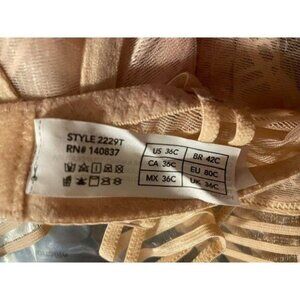 STYLE 2229T
RN# 140837
US 36C BR 42C
CA 36C EU 80C
MX 36C UK 36C